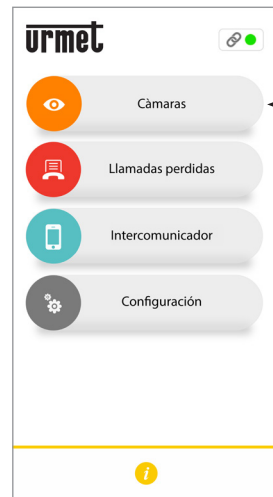 urmet
Càmaras
Llamadas perdidas
Intercomunicador
Configuración
i